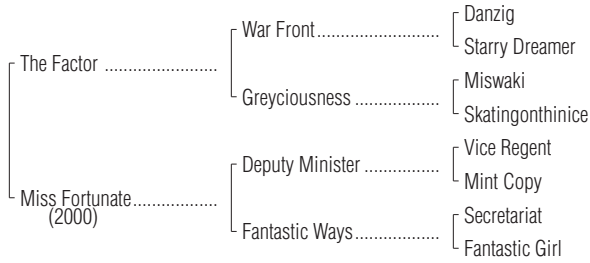 Danzig
War Front
Starry Dreamer
The Factor
Miswaki
Greyciousness
Skatingonthinice
Vice Regent
Deputy Minister
Mint Copy
Miss Fortunate
(2000)
Secretariat
Fantastic Ways
Fantastic Girl